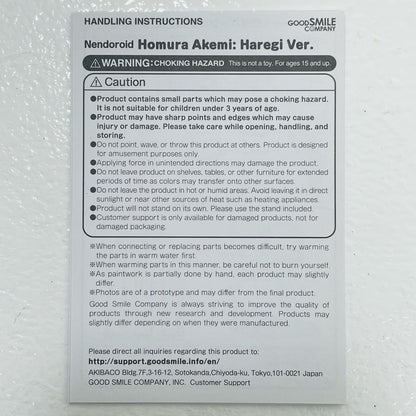 HANDLING INSTRUCTIONS
GOOD SMILE
COMPANY
Nendoroid Homura Akemi: Haregi Ver.
⚠WARNING: CHOKING HAZARD This is not a toy. For ages 15 and up.
⚠Caution
●Product contains small parts which may pose a choking hazard.
It is not suitable for children under 3 years of age.
●Product may have sharp points and edges which may cause
injury or damage. Please take care while opening, handling, and
storing.
●Do not point, wave, or throw this product at others. Product is designed
for amusement purposes only.
●Applying force in unintended directions may damage the product.
●Do not leave product on shelves, tables, or other furniture for extended
periods of time as colors may transfer onto other surfaces.
●Do not leave the product in hot or humid areas. Avoid leaving it in direct
sunlight or near other sources of heat such as heating appliances.
●Product will not stand on its own. Please use the stand included.
●Customer support is only available for damaged products, not for
damaged packaging.
※When connecting or replacing parts becomes difficult, try warming
the parts in warm water first.
※When warming parts in this manner, be careful not to burn yourself.
※As paintwork is partially done by hand, each product may slightly
differ.
※Photos are of a prototype and may differ from the final product.
Good Smile Company is always striving to improve the quality of
products through new research and development. Products may
slightly differ depending on when they were manufactured.
Please direct all inquiries regarding this product to:
http://support.goodsmile.info/en/
AKIBACO Bldg.7F,3-16-12, Sotokanda,Chiyoda-ku, Tokyo,101-0021 Japan
GOOD SMILE COMPANY, INC. Customer Support